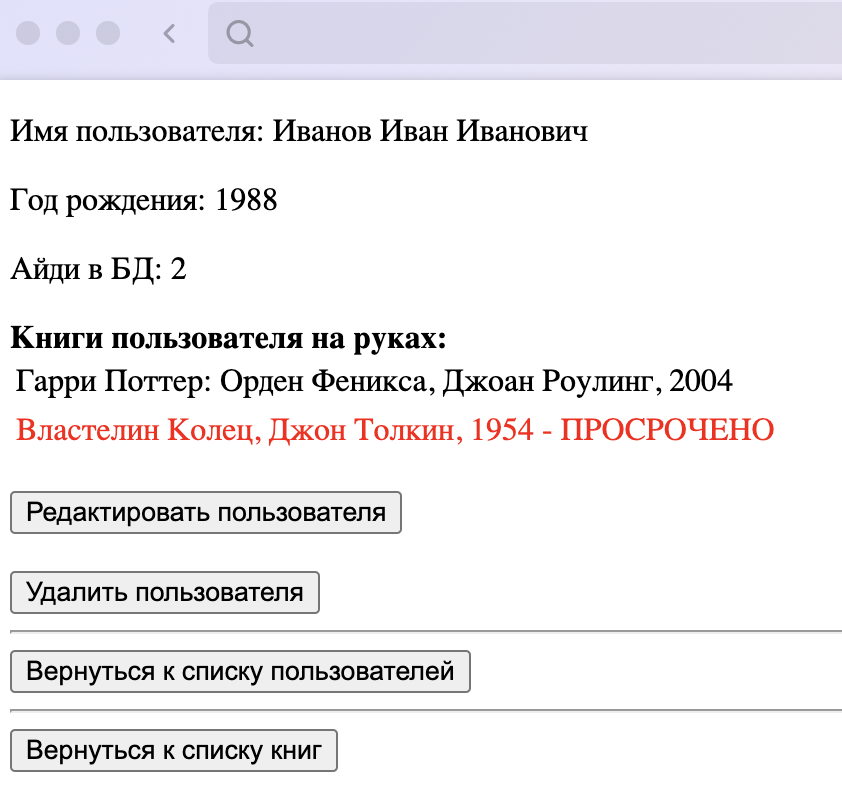 Имя пользователя: Иванов Иван Иванович
Год рождения: 1988
Айди в БД: 2
Книги пользователя на руках:
Гарри Поттер: Орден Феникса, Джоан Роулинг, 2004
Властелин Колец, Джон Толкин, 1954 - ПРОСРОЧЕНО
Редактировать пользователя
Удалить пользователя
Вернуться к списку пользователей
Вернуться к списку книг